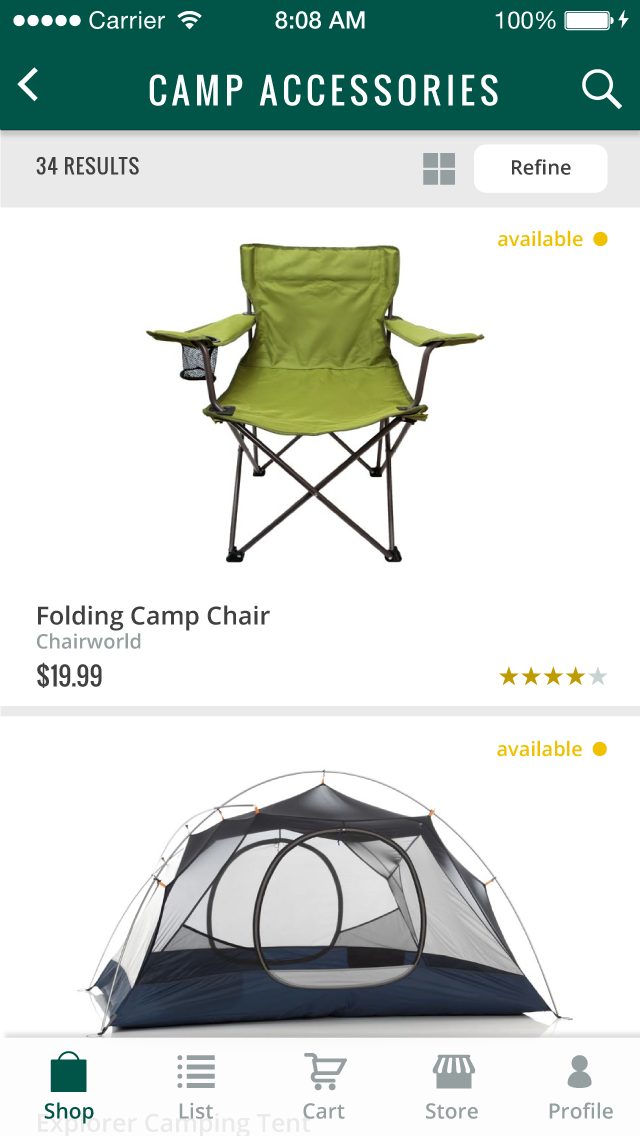 Carrier 8:08 AM 100%
CAMP ACCESSORIES
34 RESULTS Refine
available
Folding Camp Chair
Chairworld
$19.99
available
Explorer Camping Tent
Shop List Cart Store Profile